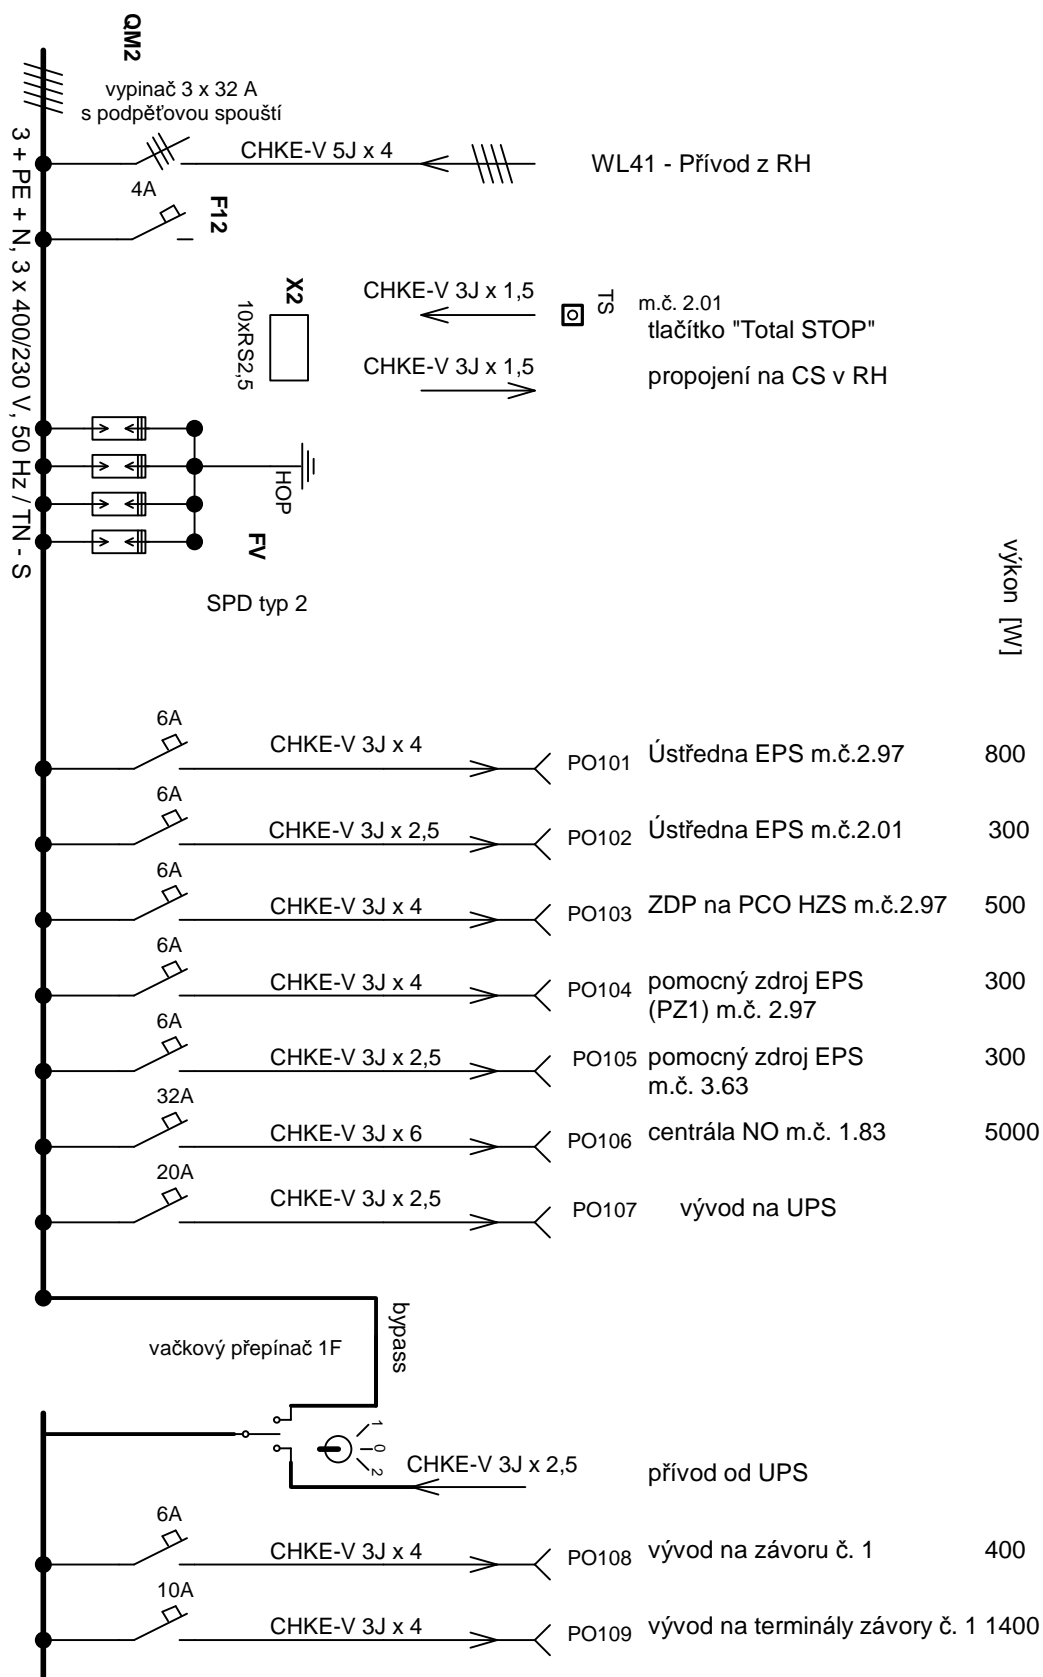 QM2
vypinač 3 x 32 A
s podpěťovou spouští
3 + PE + N, 3 x 400/230 V, 50 Hz / TN - S
CHKE-V 5J x 4
WL41 - Přívod z RH
4A
F12
X2
10xRS2,5
CHKE-V 3J x 1,5
TS
m.č. 2.01
tlačítko "Total STOP"
CHKE-V 3J x 1,5
propojení na CS v RH
HOP
FV
SPD typ 2
výkon [W]
6A
CHKE-V 3J x 4
PO101
Ústředna EPS m.č.2.97
800
6A
CHKE-V 3J x 2,5
PO102
Ústředna EPS m.č.2.01
300
6A
CHKE-V 3J x 4
PO103
ZDP na PCO HZS m.č.2.97
500
6A
CHKE-V 3J x 4
PO104
pomocný zdroj EPS
(PZ1) m.č. 2.97
300
6A
CHKE-V 3J x 2,5
PO105
pomocný zdroj EPS
m.č. 3.63
300
32A
CHKE-V 3J x 6
PO106
centrála NO m.č. 1.83
5000
20A
CHKE-V 3J x 2,5
PO107
vývod na UPS
bypass
vačkový přepínač 1F
1
0
2
CHKE-V 3J x 2,5
přívod od UPS
6A
CHKE-V 3J x 4
PO108
vývod na závoru č. 1
400
10A
CHKE-V 3J x 4
PO109
vývod na terminály závory č. 1
1400